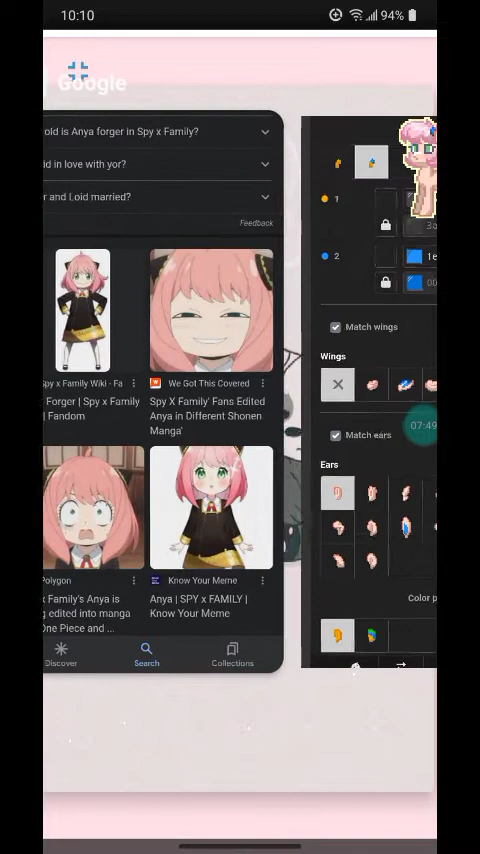 10:10
94%
Google
old is Anya forger in Spy x Family?
id in love with yor?
r and Loid married?
Feedback
py x Family Wiki - Fa
We Got This Covered
Forger | Spy x Family
| Fandom
Spy X Family' Fans Edited
Anya in Different Shonen
Manga'
Polygon
Know Your Meme
x Family's Anya is
g edited into manga
One Piece and ...
Anya | SPY x FAMILY |
Know Your Meme
Discover
Search
Collections
1
2
1e
00
Match wings
Wings
07:49
Match ears
Ears
Color p